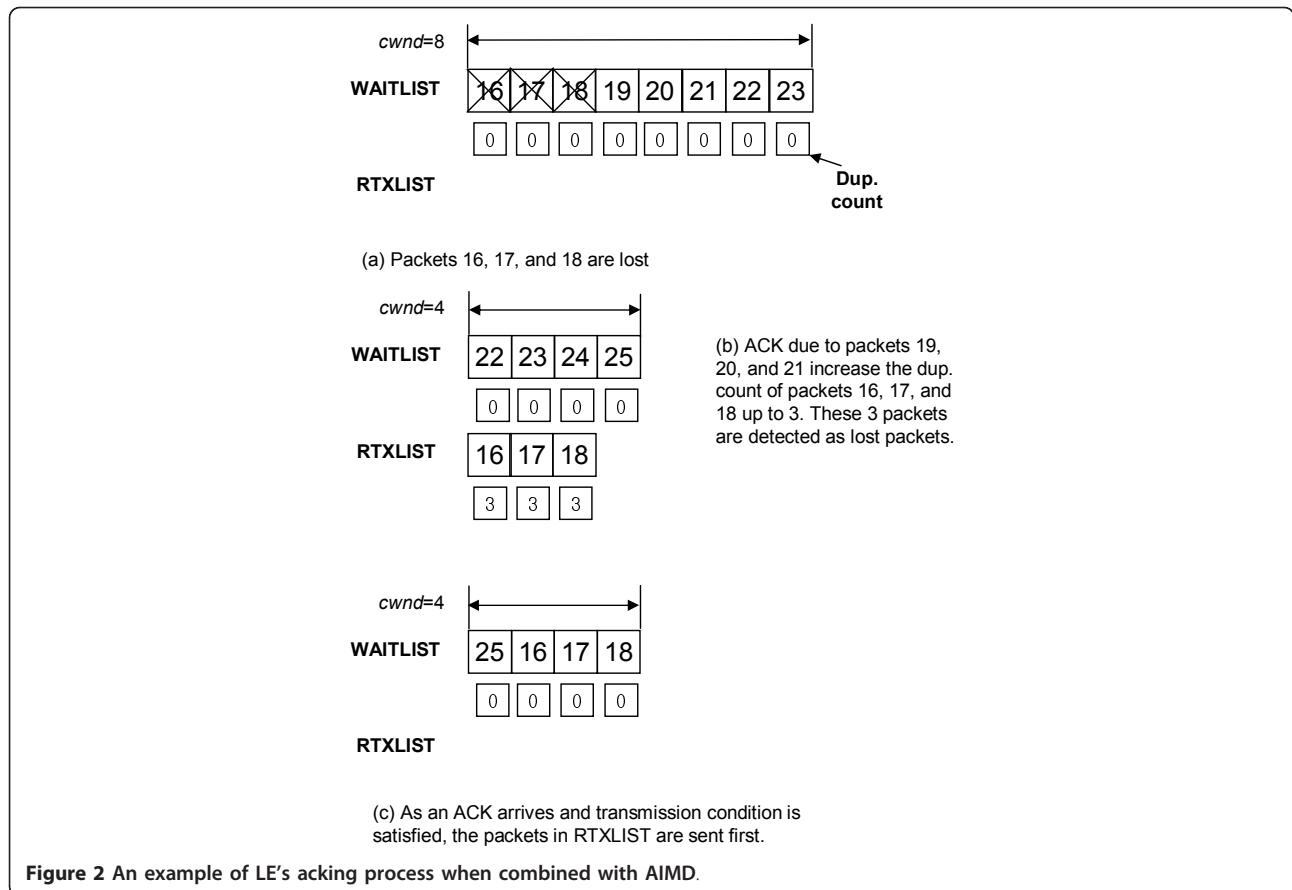 cwnd=8
WAITLIST 16 17 18 19 20 21 22 23
0 0 0 0 0 0 0 0
RTXLIST
Dup.
count
(a) Packets 16, 17, and 18 are lost
cwnd=4
WAITLIST 22 23 24 25
0 0 0 0
RTXLIST 16 17 18
3 3 3
(b) ACK due to packets 19,
20, and 21 increase the dup.
count of packets 16, 17, and
18 up to 3. These 3 packets
are detected as lost packets.
cwnd=4
WAITLIST 25 16 17 18
0 0 0 0
RTXLIST
(c) As an ACK arrives and transmission condition is
satisfied, the packets in RTXLIST are sent first.
Figure 2 An example of LE's acking process when combined with AIMD.